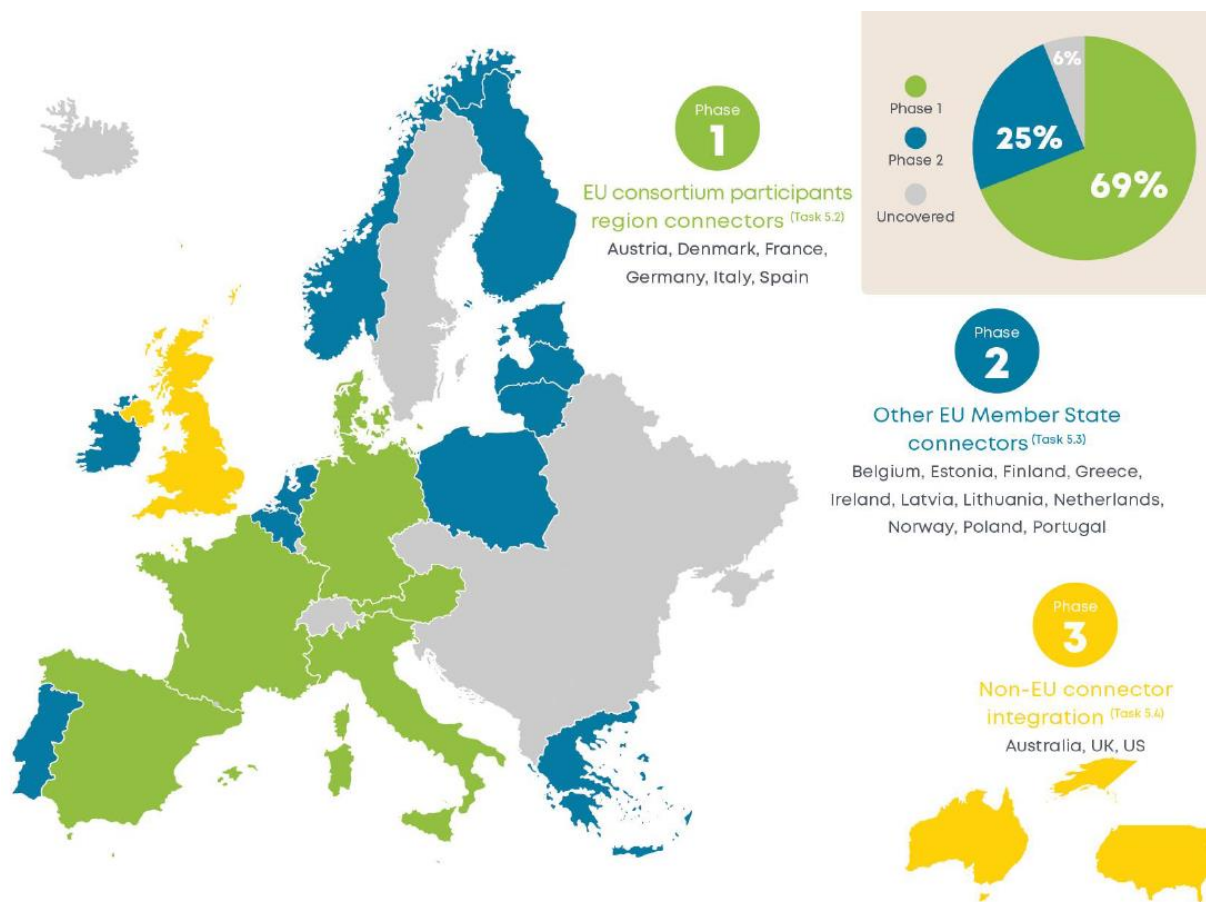 Phase
1
EU consortium participants
region connectors (Task 5.2)
Austria, Denmark, France,
Germany, Italy, Spain
Phase 1
Phase 2
Uncovered
6%
25%
69%
Phase
2
Other EU Member State
connectors (Task 5.3)
Belgium, Estonia, Finland, Greece,
Ireland, Latvia, Lithuania, Netherlands,
Norway, Poland, Portugal
Phase
3
Non-EU connector
integration (Task 5.4)
Australia, UK, US